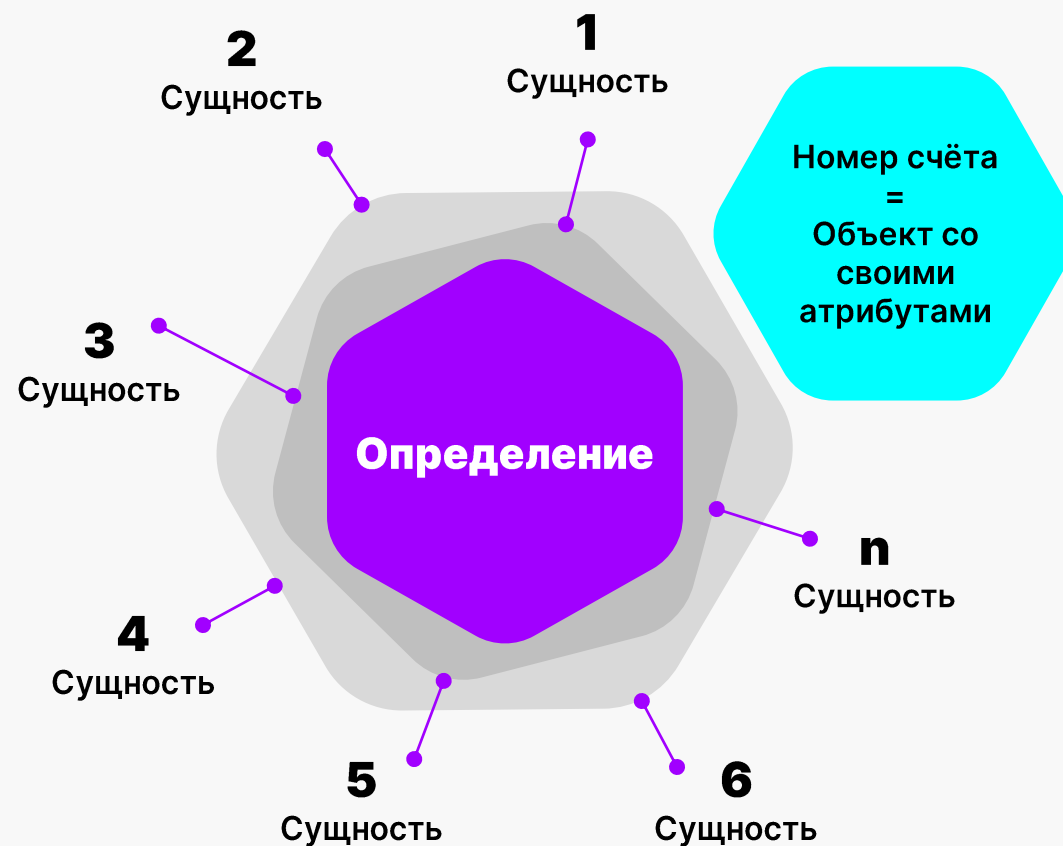 1
Сущность
2
Сущность
Номер счёта
=
Объект со
своими
атрибутами
3
Сущность
Определение
n
Сущность
4
Сущность
5
Сущность
6
Сущность